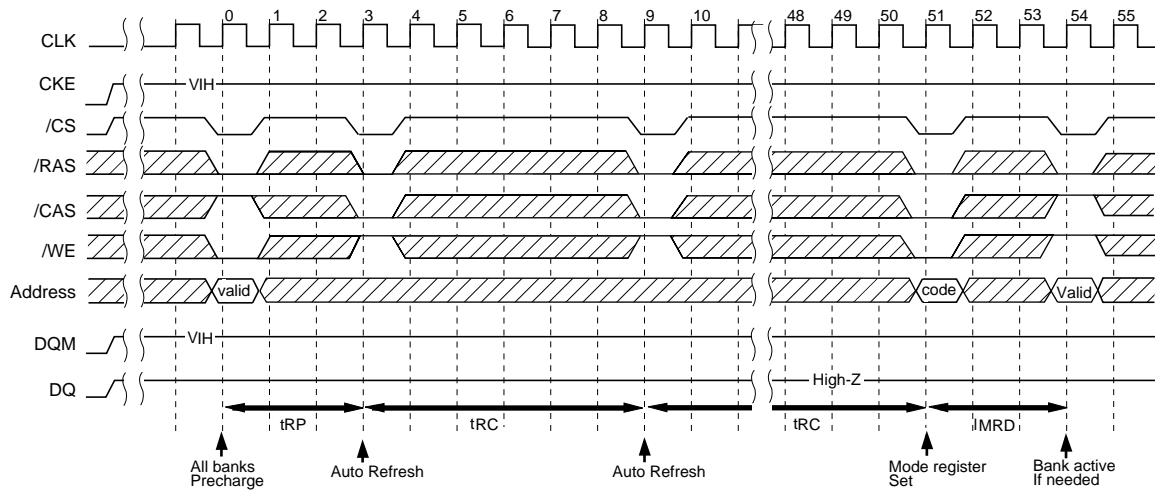 0 1 2 3 4 5 6 7 8 9 10 48 49 50 51 52 53 54 55
CLK
CKE VIH
/CS
/RAS
/CAS
/WE
Address valid code Valid
DQM VIH
DQ High-Z
tRP tRC tRC lMRD
All banks
Precharge
Auto Refresh
Auto Refresh
Mode register
Set
Bank active
If needed